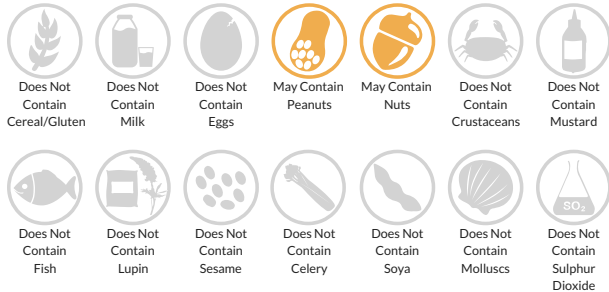 Does Not
Contain
Cereal/Gluten
Does Not
Contain
Milk
Does Not
Contain
Eggs
May Contain
Peanuts
May Contain
Nuts
Does Not
Contain
Crustaceans
Does Not
Contain
Mustard
Does Not
Contain
Fish
Does Not
Contain
Lupin
Does Not
Contain
Sesame
Does Not
Contain
Celery
Does Not
Contain
Soya
Does Not
Contain
Molluscs
SO₂
Does Not
Contain
Sulphur
Dioxide